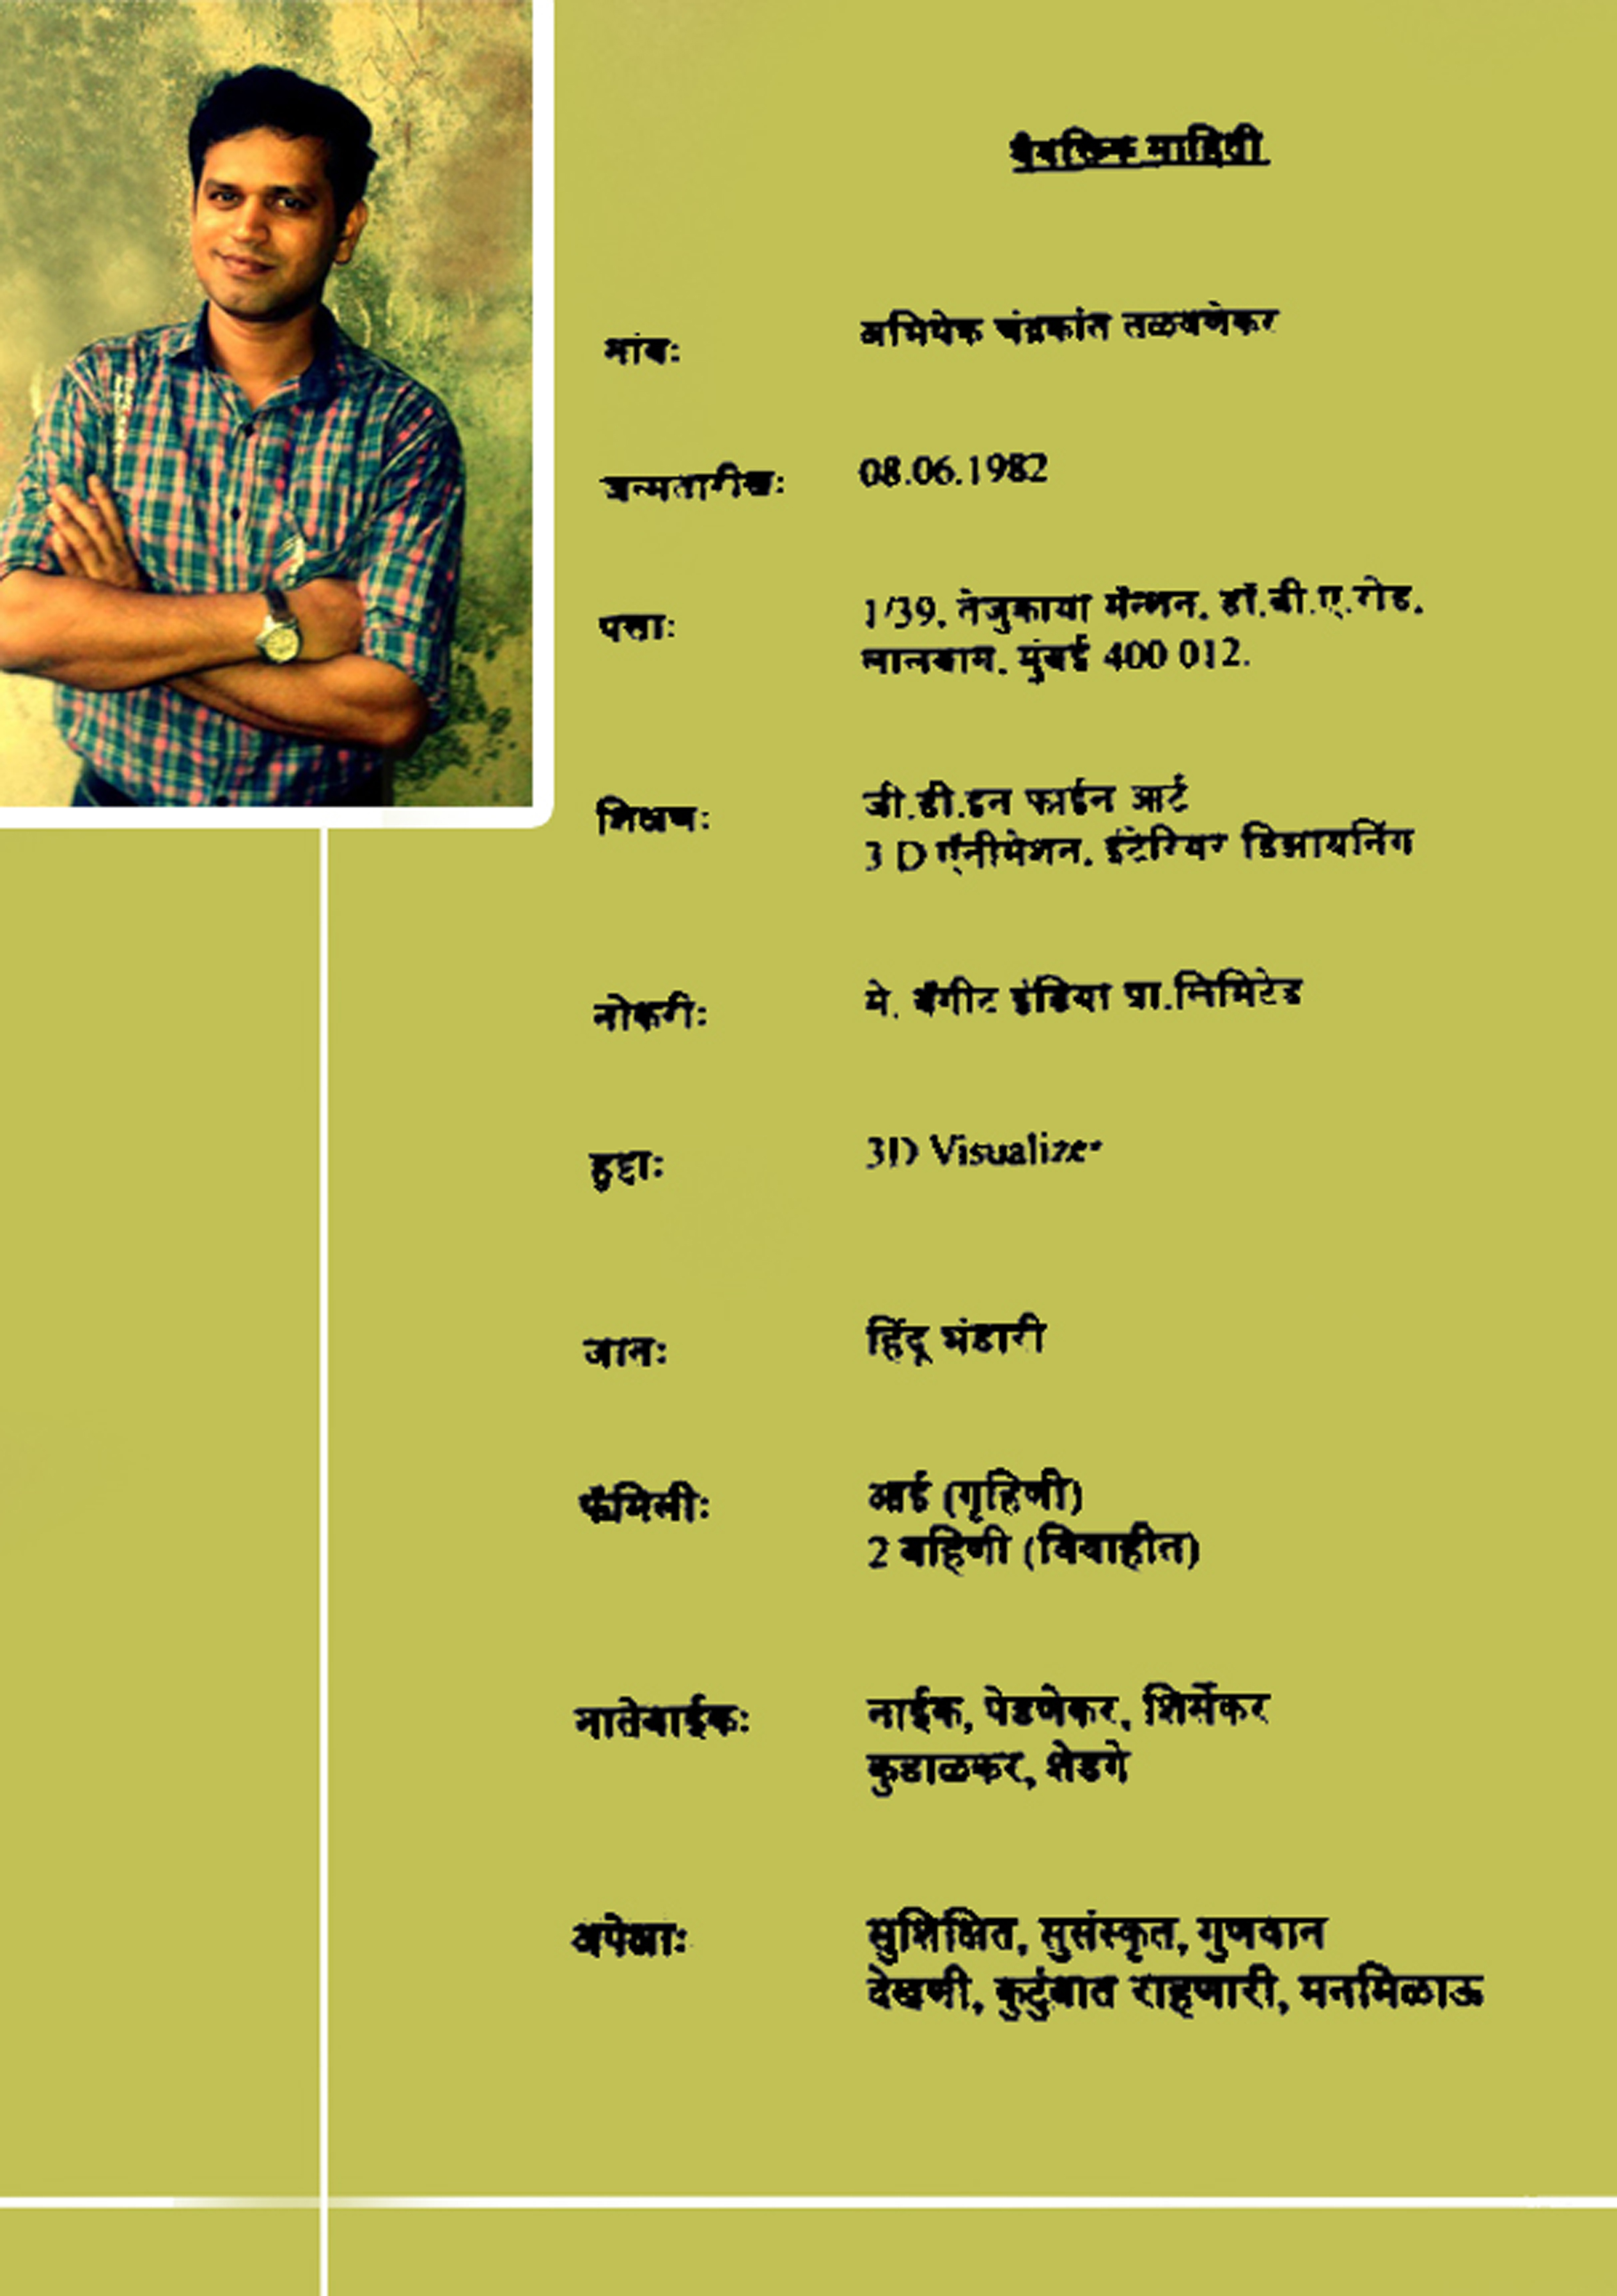 वैयक्तिक माहिती
नांव: अभिषेक चंद्रकांत तळवणेकर
जन्मतारीख: 08.06.1982
पत्ता: 1/39, तेजुकाया मॅन्शन, डॉ.बी.ए.रोड,
लालबाग, मुंबई 400 012.
शिक्षण: जी.डी.इन फाईन आर्ट
3 D ऍनीमेशन, इंटेरियर डिझायनिंग
नोकरी: मे. इंडिया प्रा.लिमिटेड
हुद्दा: 3D Visualizer
जात: हिंदू भंडारी
फॅमिली: आई (गृहिणी)
2 बहिणी (विवाहीत)
नातेवाईक: नाईक, पेडणेकर, शिर्सेकर
कुडाळकर, शेडगे
अपेक्षा: सुशिक्षित, सुसंस्कृत, गुणवान
देखणी, कुटुंबात राहणारी, मनमिळाऊ